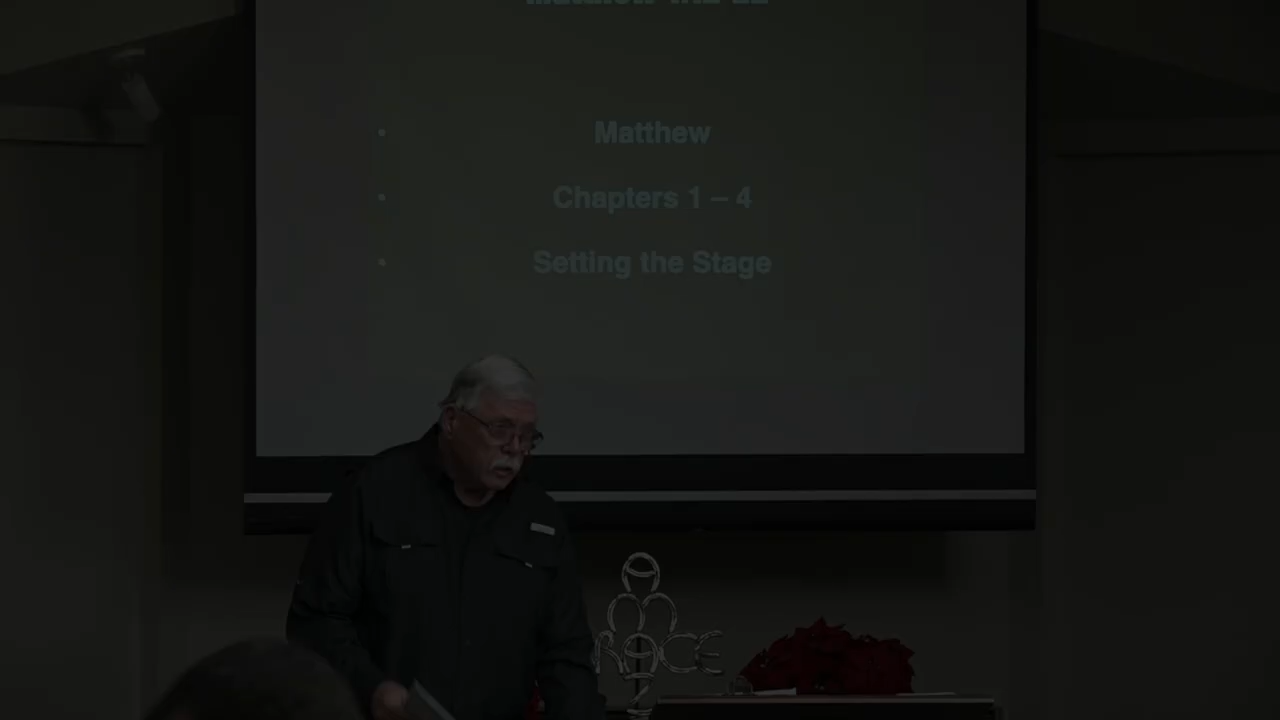 Matthew
Chapters 1 – 4
Setting the Stage